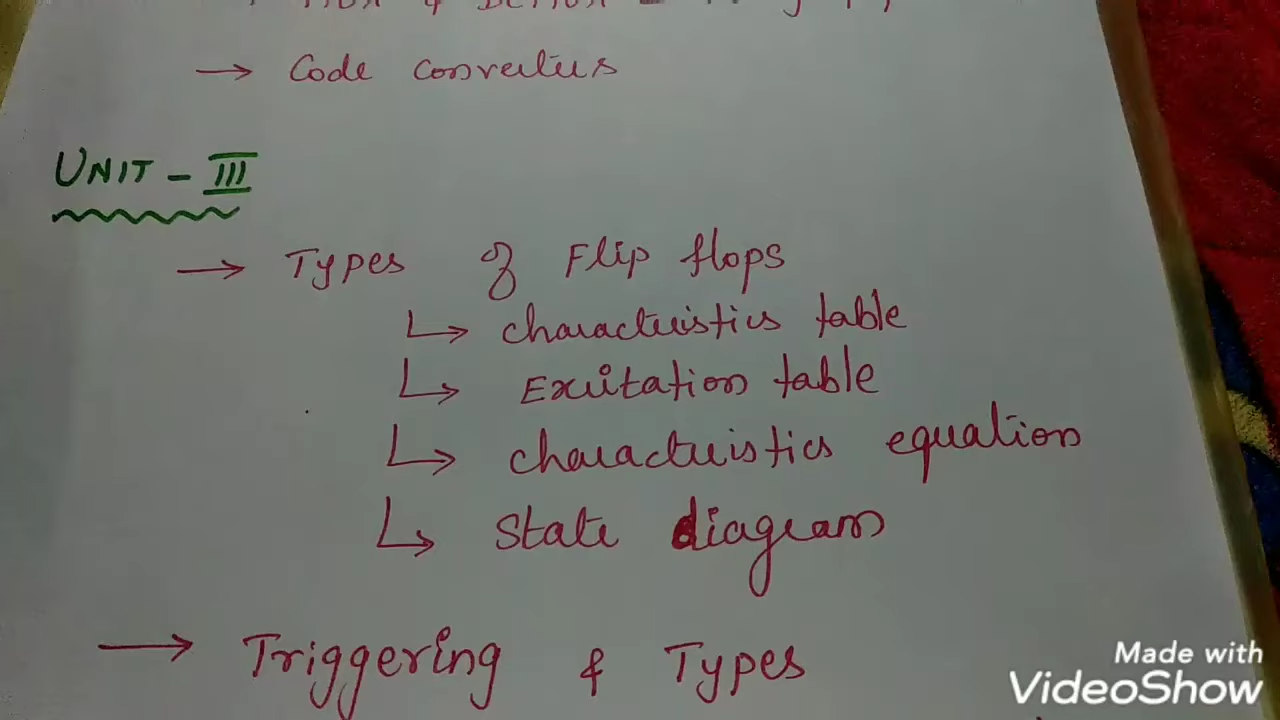 → Code converters
UNIT - III
→ Types of Flip flops
↳ characteristics table
↳ Excitation table
↳ characteristics equation
↳ State diagram
→ Triggering & Types
Made with
VideoShow